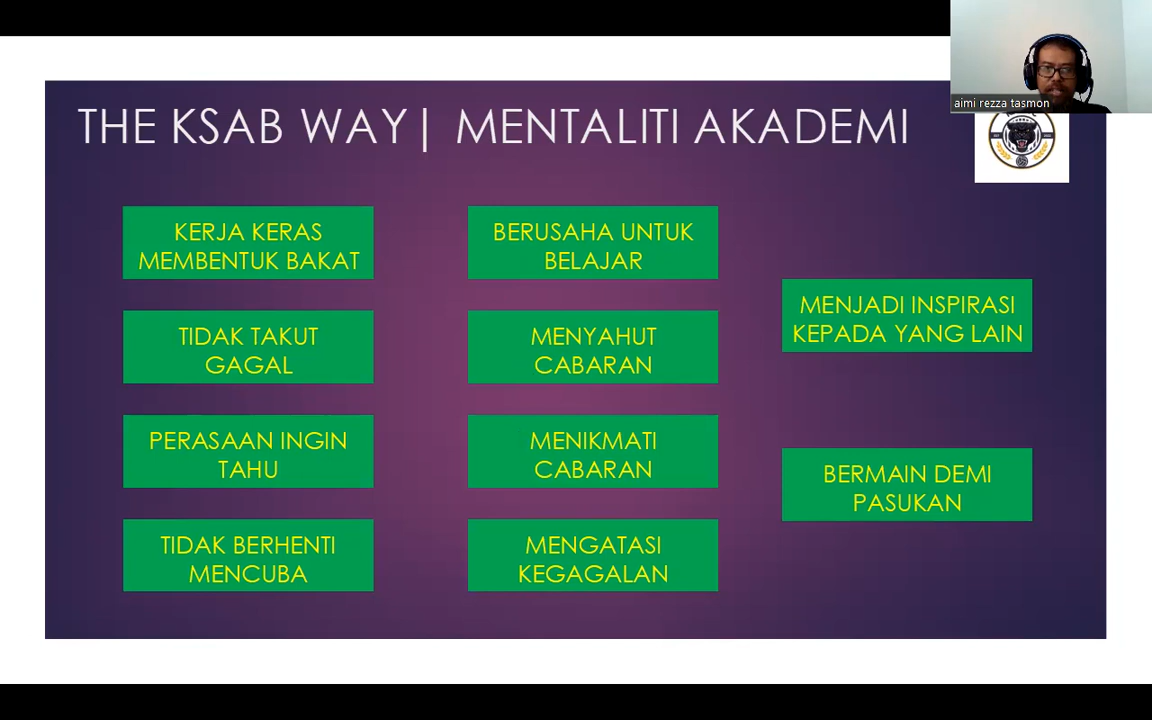 aimi rezza tasmon
THE KSAB WAY| MENTALITI AKADEMI
KERJA KERAS
MEMBENTUK BAKAT
TIDAK TAKUT
GAGAL
PERASAAN INGIN
TAHU
TIDAK BERHENTI
MENCUBA
BERUSAHA UNTUK
BELAJAR
MENYAHUT
CABARAN
MENIKMATI
CABARAN
MENGATASI
KEGAGALAN
MENJADI INSPIRASI
KEPADA YANG LAIN
BERMAIN DEMI
PASUKAN